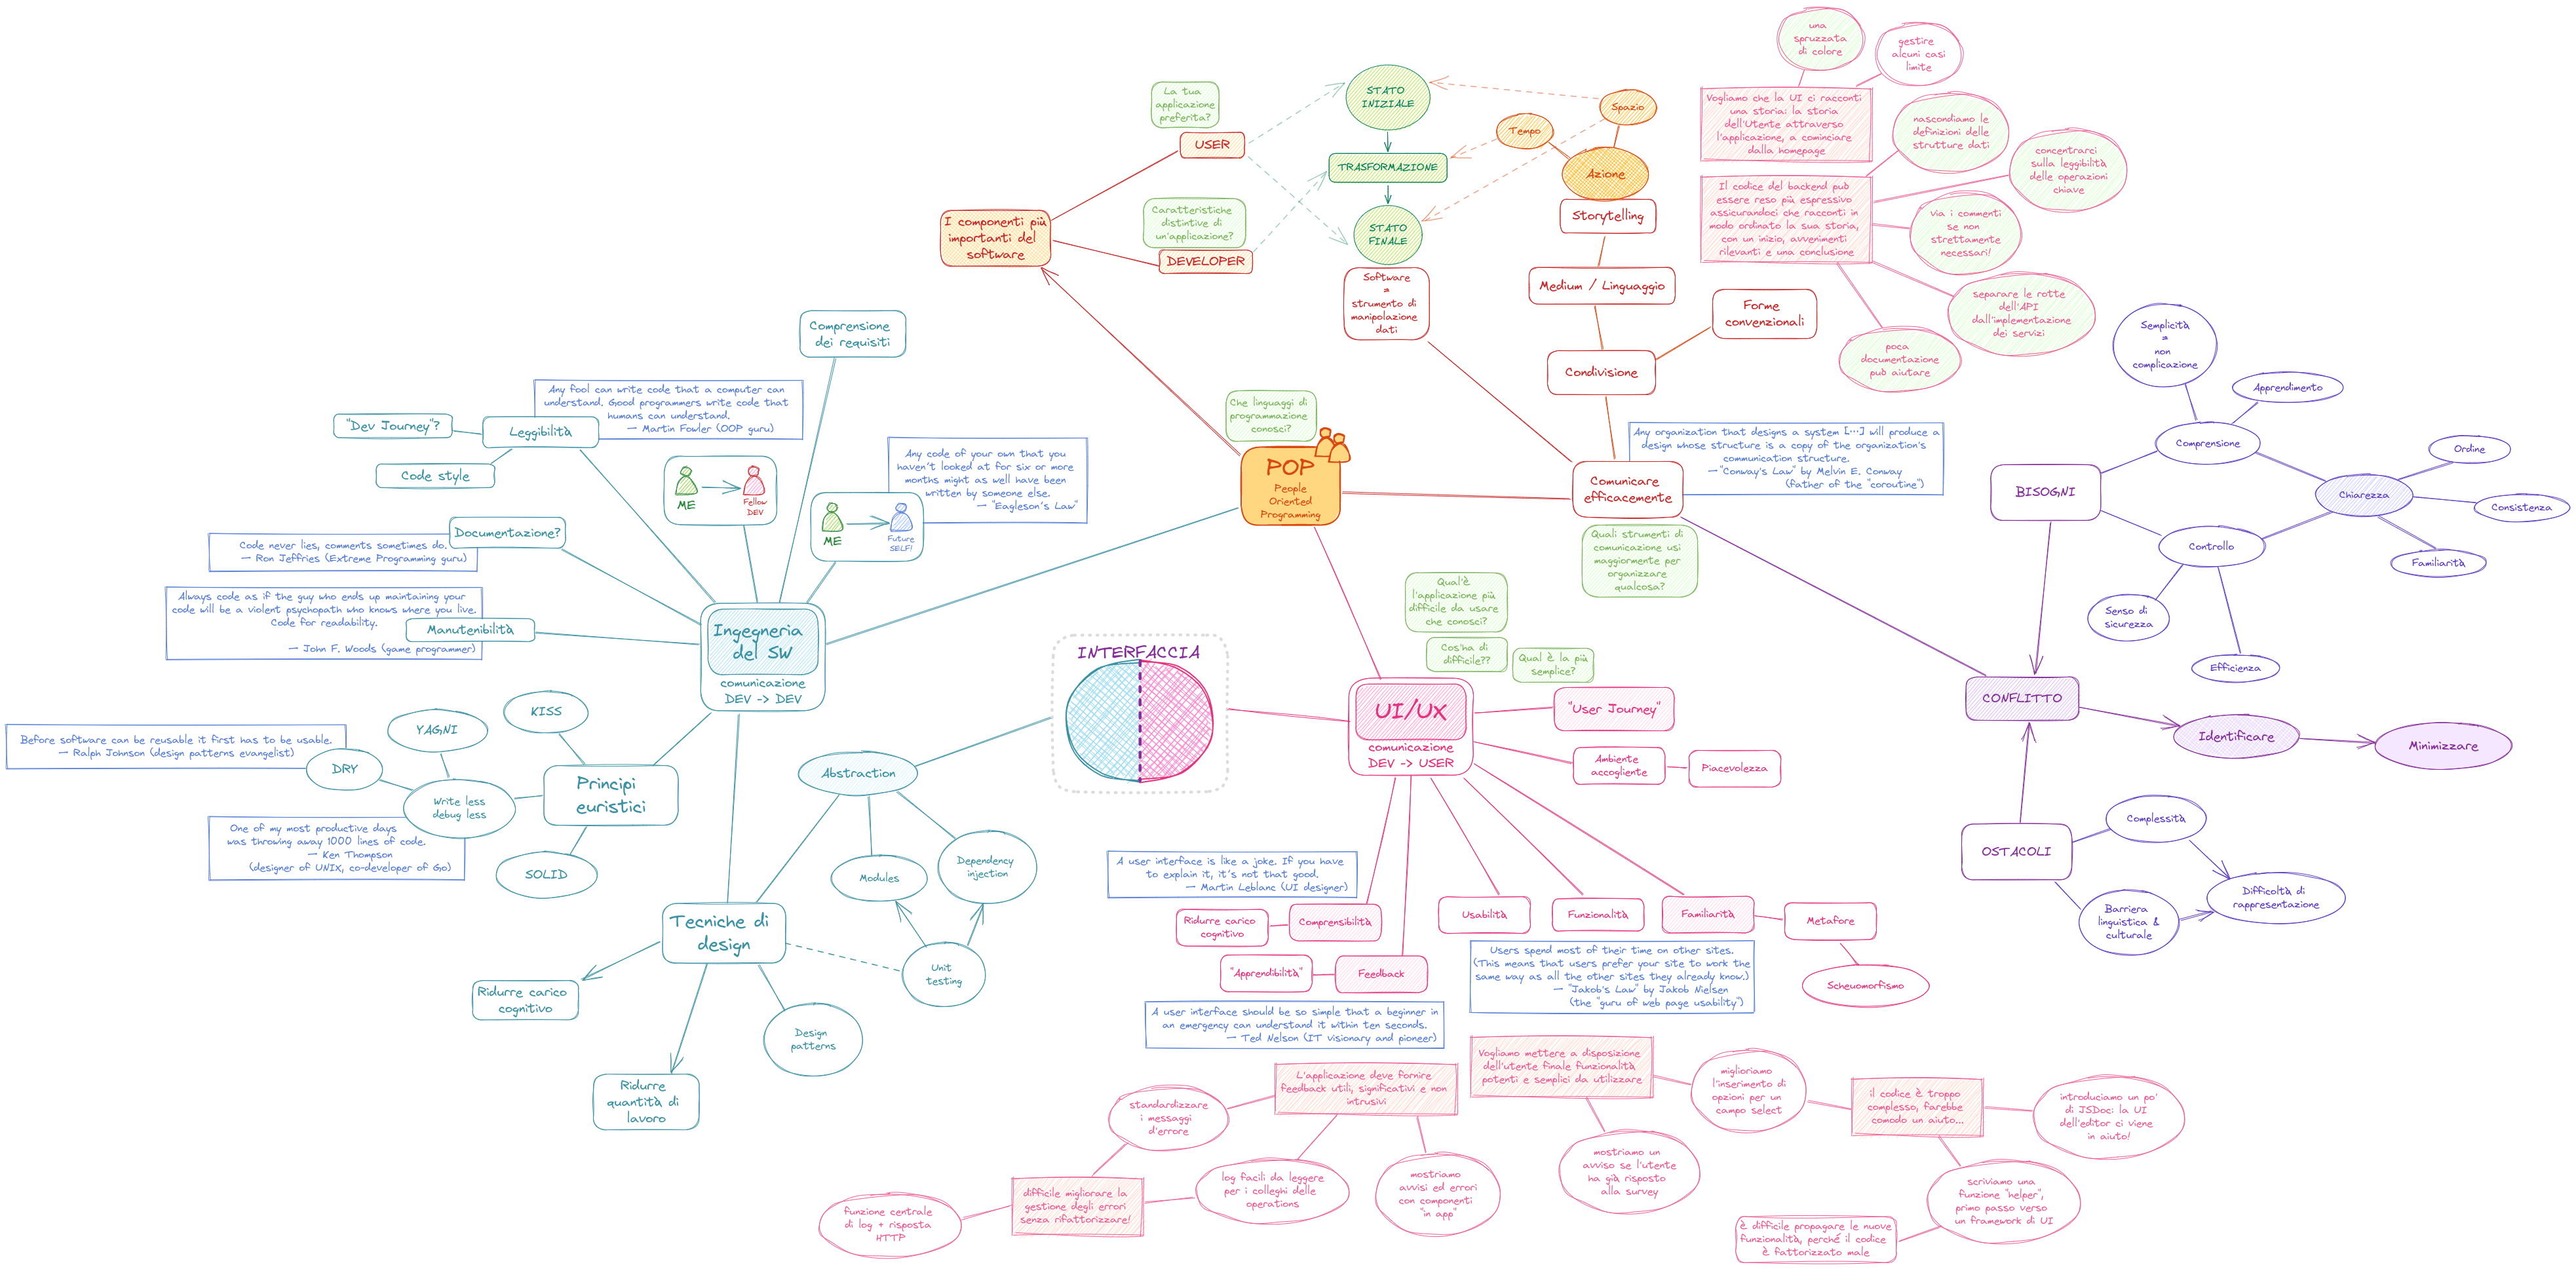 una
spruzzata
di colore
gestire
alcuni casi
limite
Vogliamo che la UI ci racconti
una storia: la storia
dell'Utente attraverso
l'applicazione, a cominciare
dalla homepage
nascondiamo le
definizioni delle
strutture dati
concentrarci
sulla leggibilità
delle operazioni
chiave
Il codice del backend può
essere reso più espressivo
assicurandoci che racconti in
modo ordinato la sua storia,
con un inizio, avvenimenti
rilevanti e una conclusione
via i commenti
se non
strettamente
necessari!
separare le rotte
dell'API
dall'implementazione
dei servizi
poca
documentazione
può aiutare
La tua
applicazione
preferita?
USER
STATO
INIZIALE
Spazio
Tempo
TRASFORMAZIONE
Azione
Storytelling
Caratteristiche
distintive di
un'applicazione?
DEVELOPER
STATO
FINALE
I componenti più
importanti del
software
Software
=
strumento di
manipolazione
dati
Medium / Linguaggio
Forme
convenzionali
Condivisione
Comprensione
dei requisiti
Any fool can write code that a computer can
understand. Good programmers write code that
humans can understand.
— Martin Fowler (OOP guru)
"Dev Journey"?
Leggibilità
Code style
ME
Fellow
DEV
Any code of your own that you
haven't looked at for six or more
months might as well have been
written by someone else.
— "Eagleson's Law"
ME
Future
SELF!
Documentazione?
Code never lies, comments sometimes do.
— Ron Jeffries (Extreme Programming guru)
Always code as if the guy who ends up maintaining your
code will be a violent psychopath who knows where you live.
Code for readability.
— John F. Woods (game programmer)
Manutenibilità
Ingegneria
del SW
comunicazione
DEV -> DEV
Che linguaggi di
programmazione
conosci?
POP
People
Oriented
Programming
Any organization that designs a system [...] will produce a
design whose structure is a copy of the organization's
communication structure.
—"Conway's Law" by Melvin E. Conway
(father of the "coroutine")
Comunicare
efficacemente
Quali strumenti di
comunicazione usi
maggiormente per
organizzare
qualcosa?
Semplicità
=
non
complicazione
Apprendimento
Comprensione
Ordine
BISOGNI
Chiarezza
Consistenza
Controllo
Familiarità
Senso di
sicurezza
Efficienza
CONFLITTO
Identificare
Minimizzare
OSTACOLI
Complessità
Difficoltà di
rappresentazione
Barriera
linguistica &
culturale
Qual'è
l'applicazione più
difficile da usare
che conosci?
Cos'ha di
difficile??
Qual è la più
semplice?
INTERFACCIA
UI/UX
comunicazione
DEV -> USER
"User Journey"
Ambiente
accogliente
Piacevolezza
KISS
YAGNI
Before software can be reusable it first has to be usable.
— Ralph Johnson (design patterns evangelist)
DRY
Write less
debug less
Principi
euristici
One of my most productive days
was throwing away 1000 lines of code.
— Ken Thompson
(designer of UNIX, co-developer of Go)
SOLID
Abstraction
Modules
Dependency
injection
Tecniche di
design
Unit
testing
Ridurre carico
cognitivo
Design
patterns
Ridurre
quantità di
lavoro
A user interface is like a joke. If you have
to explain it, it's not that good.
— Martin Leblanc (UI designer)
Ridurre carico
cognitivo
Comprensibilità
Usabilità
Funzionalità
Familiarità
Metafore
"Apprendibilità"
Feedback
Users spend most of their time on other sites.
(This means that users prefer your site to work the
same way as all the other sites they already know.)
— "Jakob's Law" by Jakob Nielsen
(the "guru of web page usability")
Scheuomorfismo
A user interface should be so simple that a beginner in
an emergency can understand it within ten seconds.
— Ted Nelson (IT visionary and pioneer)
L'applicazione deve fornire
feedback utili, significativi e non
intrusivi
standardizzare
i messaggi
d'errore
difficile migliorare la
gestione degli errori
senza rifattorizzare!
funzione centrale
di log + risposta
HTTP
log facili da leggere
per i colleghi delle
operations
mostriamo
avvisi ed errori
con componenti
"in app"
Vogliamo mettere a disposizione
dell'utente finale funzionalità
potenti e semplici da utilizzare
miglioriamo
l'inserimento di
opzioni per un
campo select
mostriamo un
avviso se l'utente
ha già risposto
alla survey
il codice è troppo
complesso, farebbe
comodo un aiuto...
introduciamo un po'
di JSDoc: la UI
dell'editor ci viene
in aiuto!
scriviamo una
funzione "helper",
primo passo verso
un framework di UI
è difficile propagare le nuove
funzionalità, perché il codice
è fattorizzato male